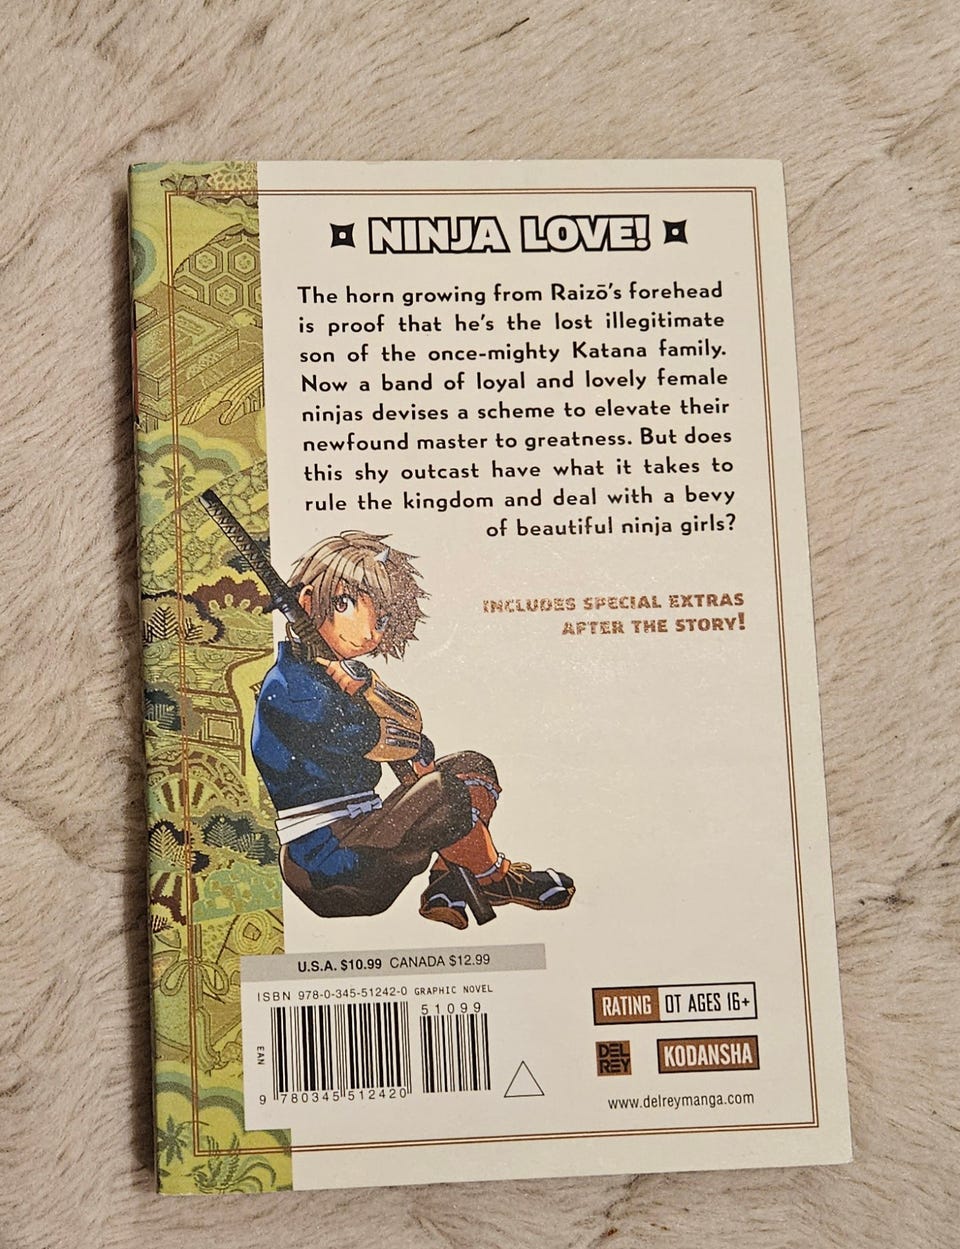 NINJA LOVE!
The horn growing from Raizō's forehead
is proof that he's the lost illegitimate
son of the once-mighty Katana family.
Now a band of loyal and lovely female
ninjas devises a scheme to elevate their
newfound master to greatness. But does
this shy outcast have what it takes to
rule the kingdom and deal with a bevy
of beautiful ninja girls?
INCLUDES SPECIAL EXTRAS
AFTER THE STORY!
U.S.A. $10.99 CANADA $12.99
ISBN 978-0-345-51242-0 GRAPHIC NOVEL
51099
EAN
9 780345 512420
RATING OT AGES 16+
DEL
REY
KODANSHA
www.delreymanga.com